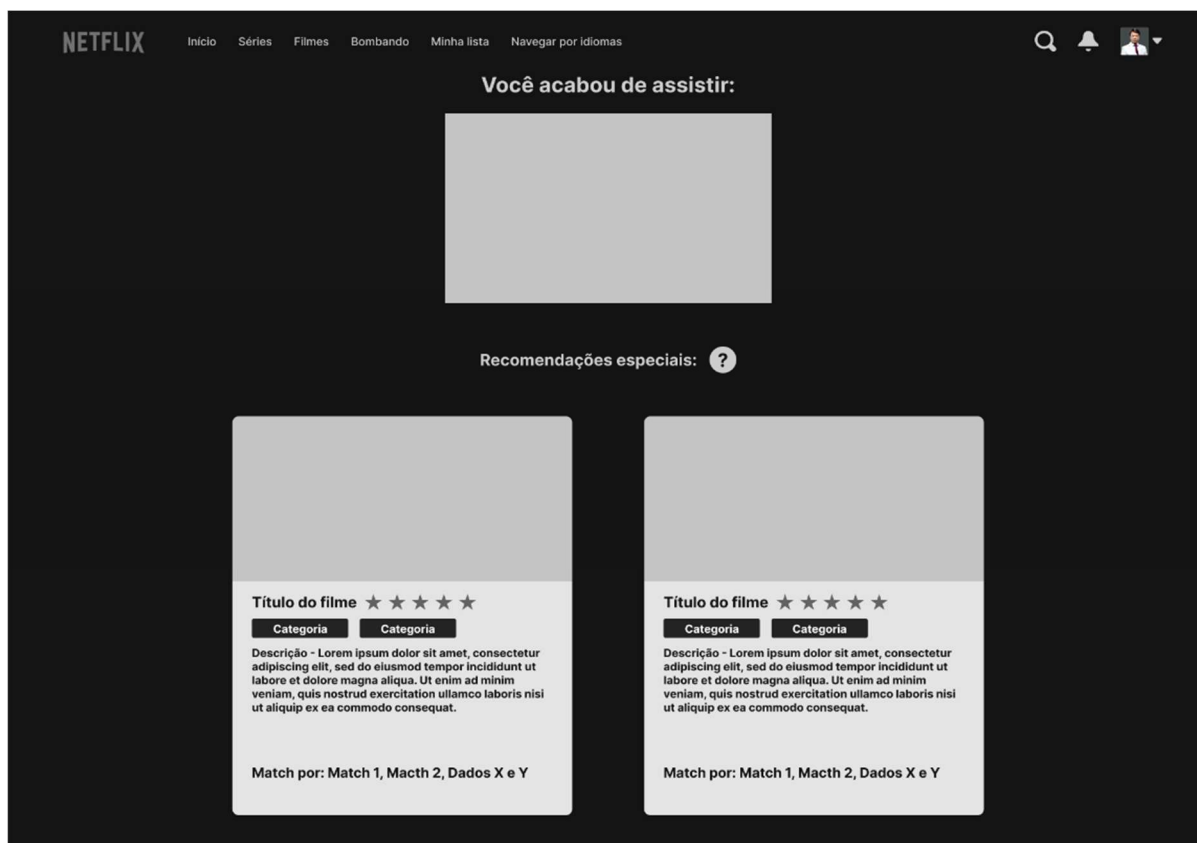 NETFLIX Início Séries Filmes Bombando Minha lista Navegar por idiomas
Você acabou de assistir:
Recomendações especiais: ?
Título do filme
Categoria Categoria
Descrição - Lorem ipsum dolor sit amet, consectetur
adipiscing elit, sed do eiusmod tempor incididunt ut
labore et dolore magna aliqua. Ut enim ad minim
veniam, quis nostrud exercitation ullamco laboris nisi
ut aliquip ex ea commodo consequat.
Match por: Match 1, Macth 2, Dados X e Y
Título do filme
Categoria Categoria
Descrição - Lorem ipsum dolor sit amet, consectetur
adipiscing elit, sed do eiusmod tempor incididunt ut
labore et dolore magna aliqua. Ut enim ad minim
veniam, quis nostrud exercitation ullamco laboris nisi
ut aliquip ex ea commodo consequat.
Match por: Match 1, Macth 2, Dados X e Y